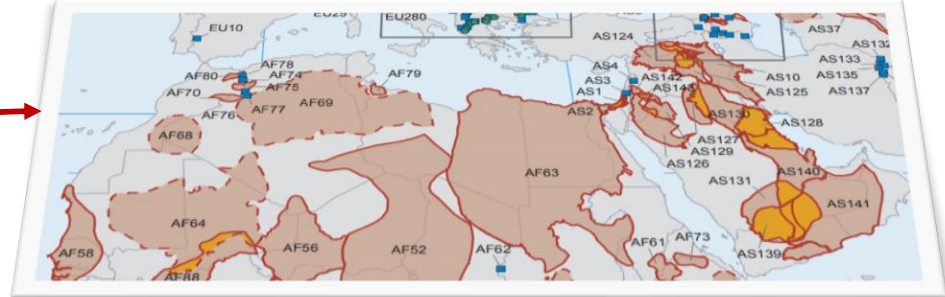 EU10
EU280
AS124
AS37
AS132
AF78
AF80
AF74
AF75
AF79
AF70
AF76
AF77
AF69
AF68
AS4
AS3
AS1
AS2
AS142
AS143
AS10
AS125
AS133
AS135
AS137
AS130
AS128
AS127
AS129
AS126
AF63
AS131
AS140
AS141
AF64
AF58
AF56
AF52
AF62
AF61
AF73
AS139
AF88